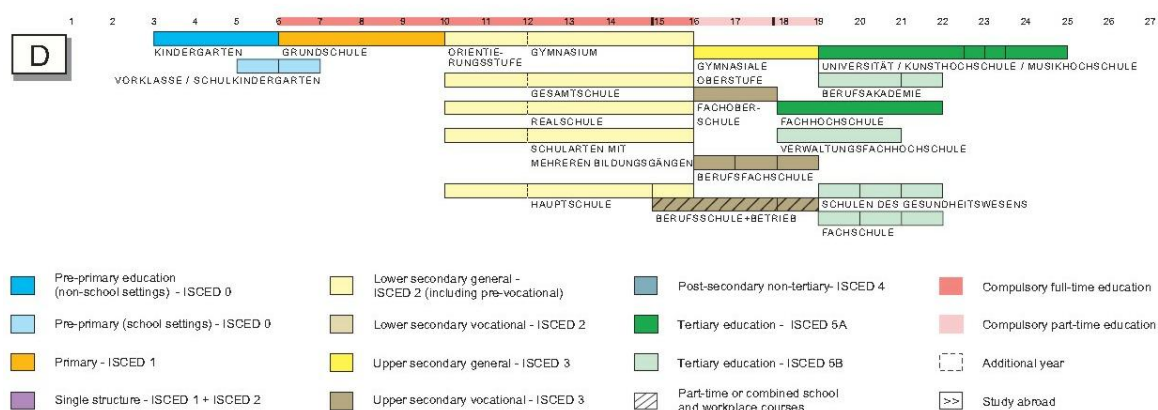 1 2 3 4 5 6 7 8 9 10 11 12 13 14 15 16 17 18 19 20 21 22 23 24 25 26 27
D
KINDERGARTEN GRUNDSCHULE ORIENTIE- GYMNASIUM GYMNASIALE UNIVERSITÄT / KUNSTHOCHSCHULE / MUSIKHOCHSCHULE
RUNGSSTUFE
VORKLASSE / SCHULKINDERGARTEN OBERSTUFE
GESAMTSCHULE BERUFSAKADEMIE
FACHOBER-
REALSCHULE SCHULE FACHHOCHSCHULE
SCHULARTEN MIT VERWALTUNGSFACHHOCHSCHULE
MEHREREN BILDUNGSGÄNGEN
BERUFSFACHSCHULE
HAUPTSCHULE SCHULEN DES GESUNDHEITSWESENS
BERUFSSCHULE+BETRIEB
FACHSCHULE
Pre-primary education
(non-school settings) - ISCED 0
Pre-primary (school settings) - ISCED 0
Primary - ISCED 1
Single structure - ISCED 1 + ISCED 2
Lower secondary general -
ISCED 2 (including pre-vocational)
Lower secondary vocational - ISCED 2
Upper secondary general - ISCED 3
Upper secondary vocational - ISCED 3
Post-secondary non-tertiary- ISCED 4
Tertiary education - ISCED 5A
Tertiary education - ISCED 5B
Part-time or combined school
and workplace courses
Compulsory full-time education
Compulsory part-time education
Additional year
>> Study abroad